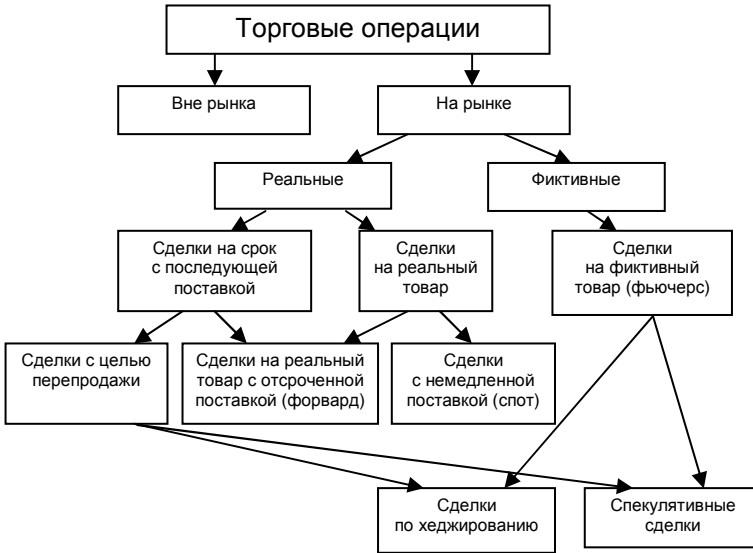 Торговые операции
Вне рынка
На рынке
Реальные
Фиктивные
Сделки на срок
с последующей
поставкой
Сделки
на реальный
товар
Сделки
на фиктивный
товар (фьючерс)
Сделки с целью
перепродажи
Сделки на реальный
товар с отсроченной
поставкой (форвард)
Сделки
с немедленной
поставкой (спот)
Сделки
по хеджированию
Спекулятивные
сделки